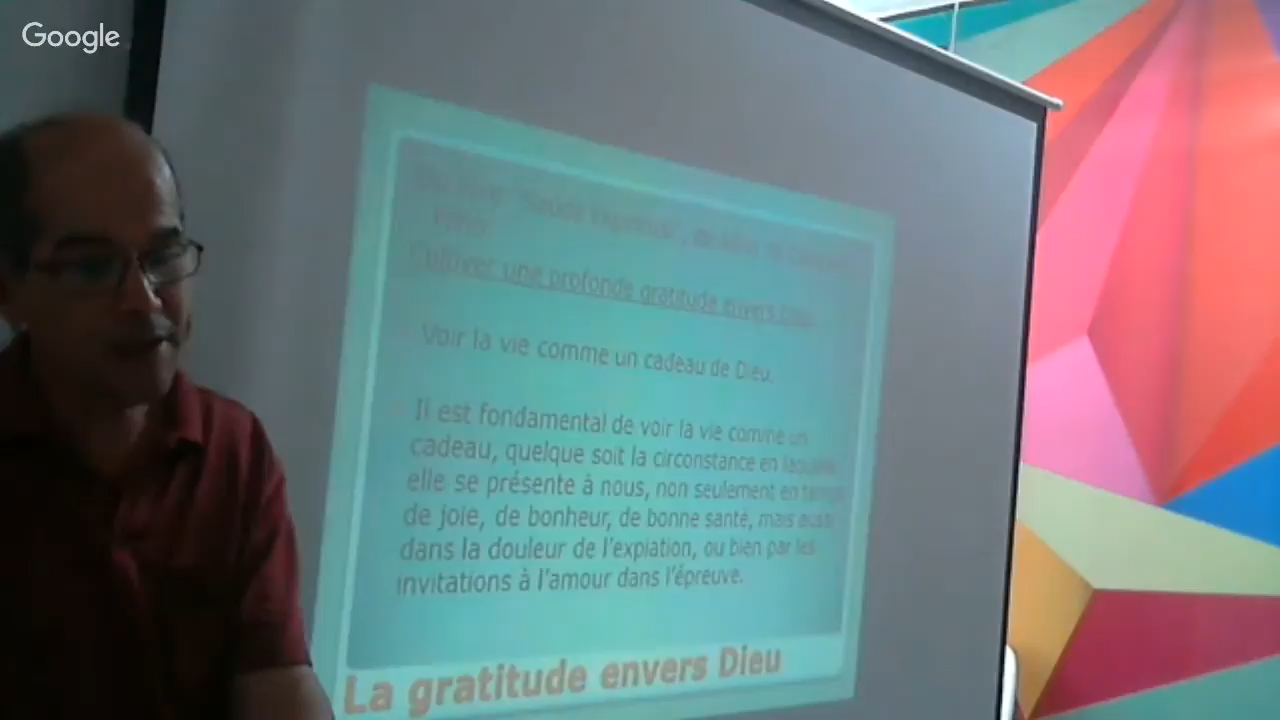 Google
Cultiver une profonde gratitude envers Dieu
Voir la vie comme un cadeau de Dieu.
Il est fondamental de voir la vie comme un
cadeau, quelque soit la circonstance en laquelle
elle se présente à nous, non seulement en temps
de joie, de bonheur, de bonne santé, mais aussi
dans la douleur de l'expiation, ou bien par les
invitations à l'amour dans l'épreuve.
La gratitude envers Dieu